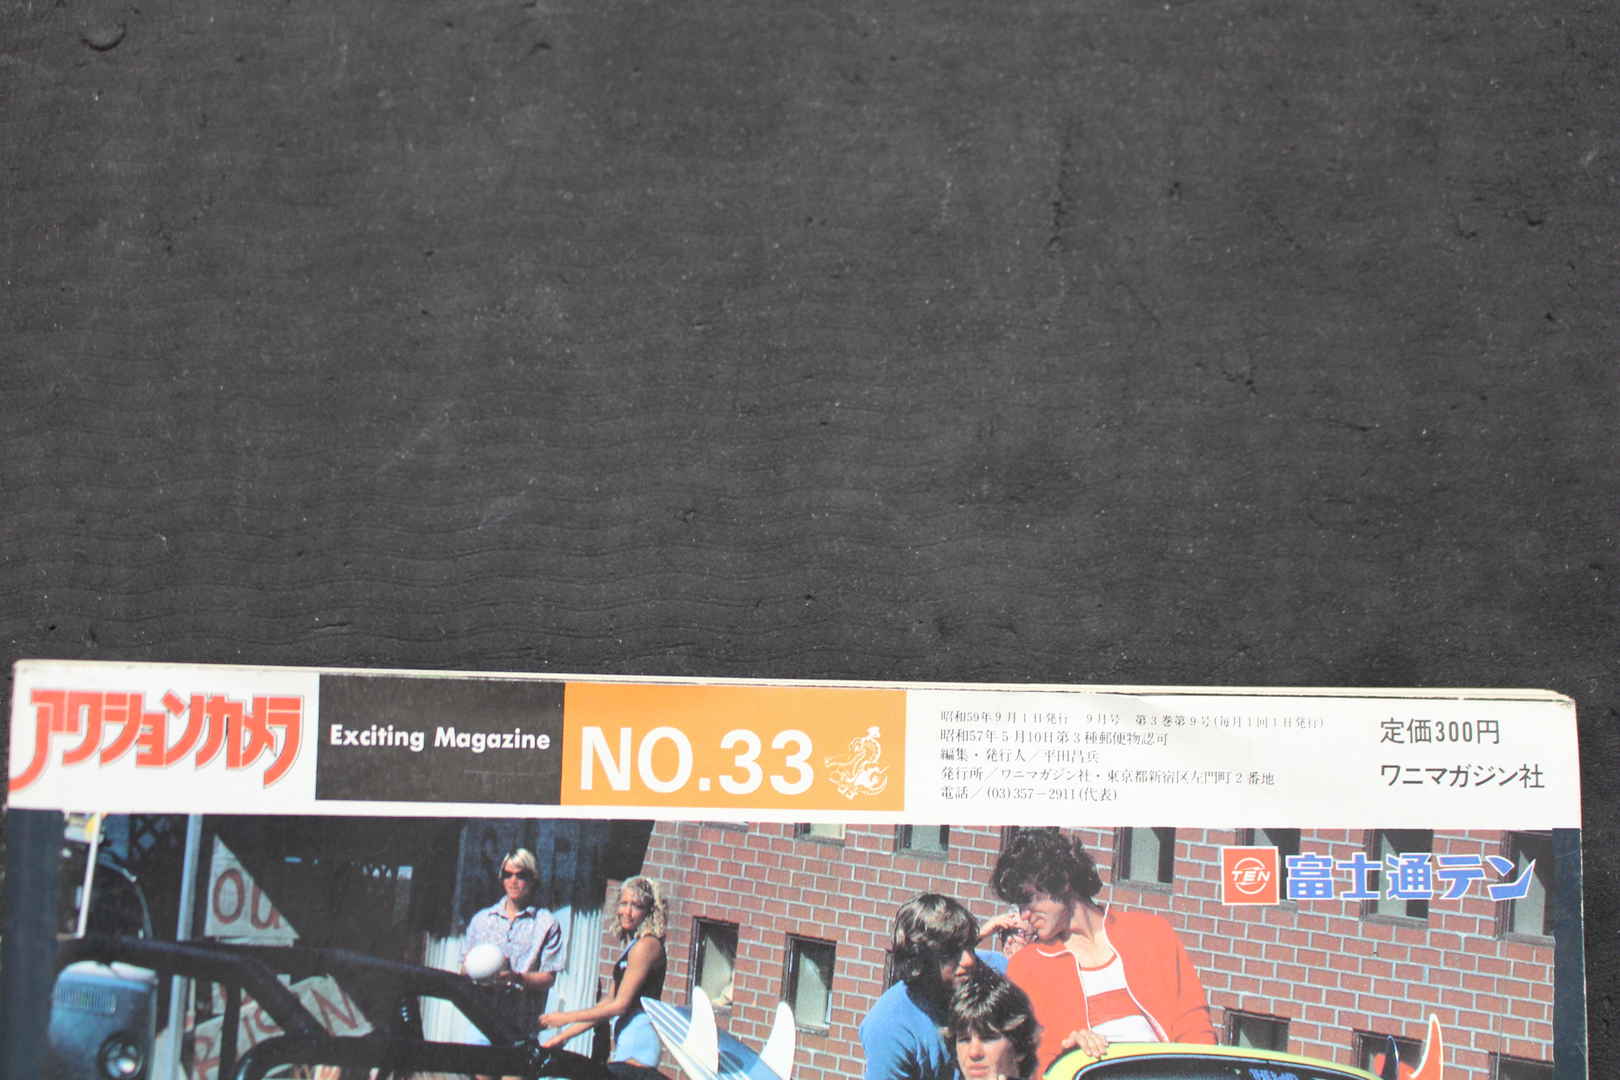 アクションカメラ
Exciting Magazine
NO.33
昭和59年9月1日発行 9月号 第3巻第9号(毎月1回1日発行)
昭和57年5月10日第3種郵便物認可
編集・発行人／平田昌兵
発行所／ワニマガジン社・東京都新宿区左門町2番地
電話／(03)357－2911(代表)
定価300円
ワニマガジン社
TEN
富士通テン
OU